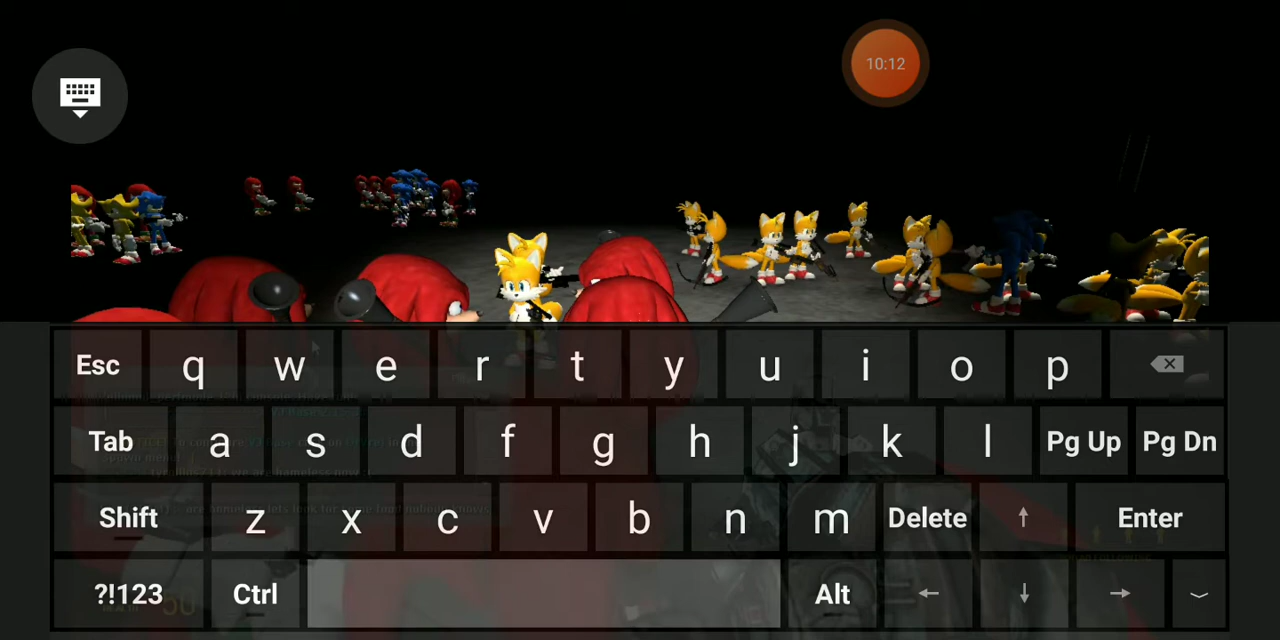 10:12
Esc q w e r t y u i o p
Tab a s d f g h j k l Pg Up Pg Dn
Shift z x c v b n m Delete ↑ Enter
?!123 Ctrl Alt ← ↓ →